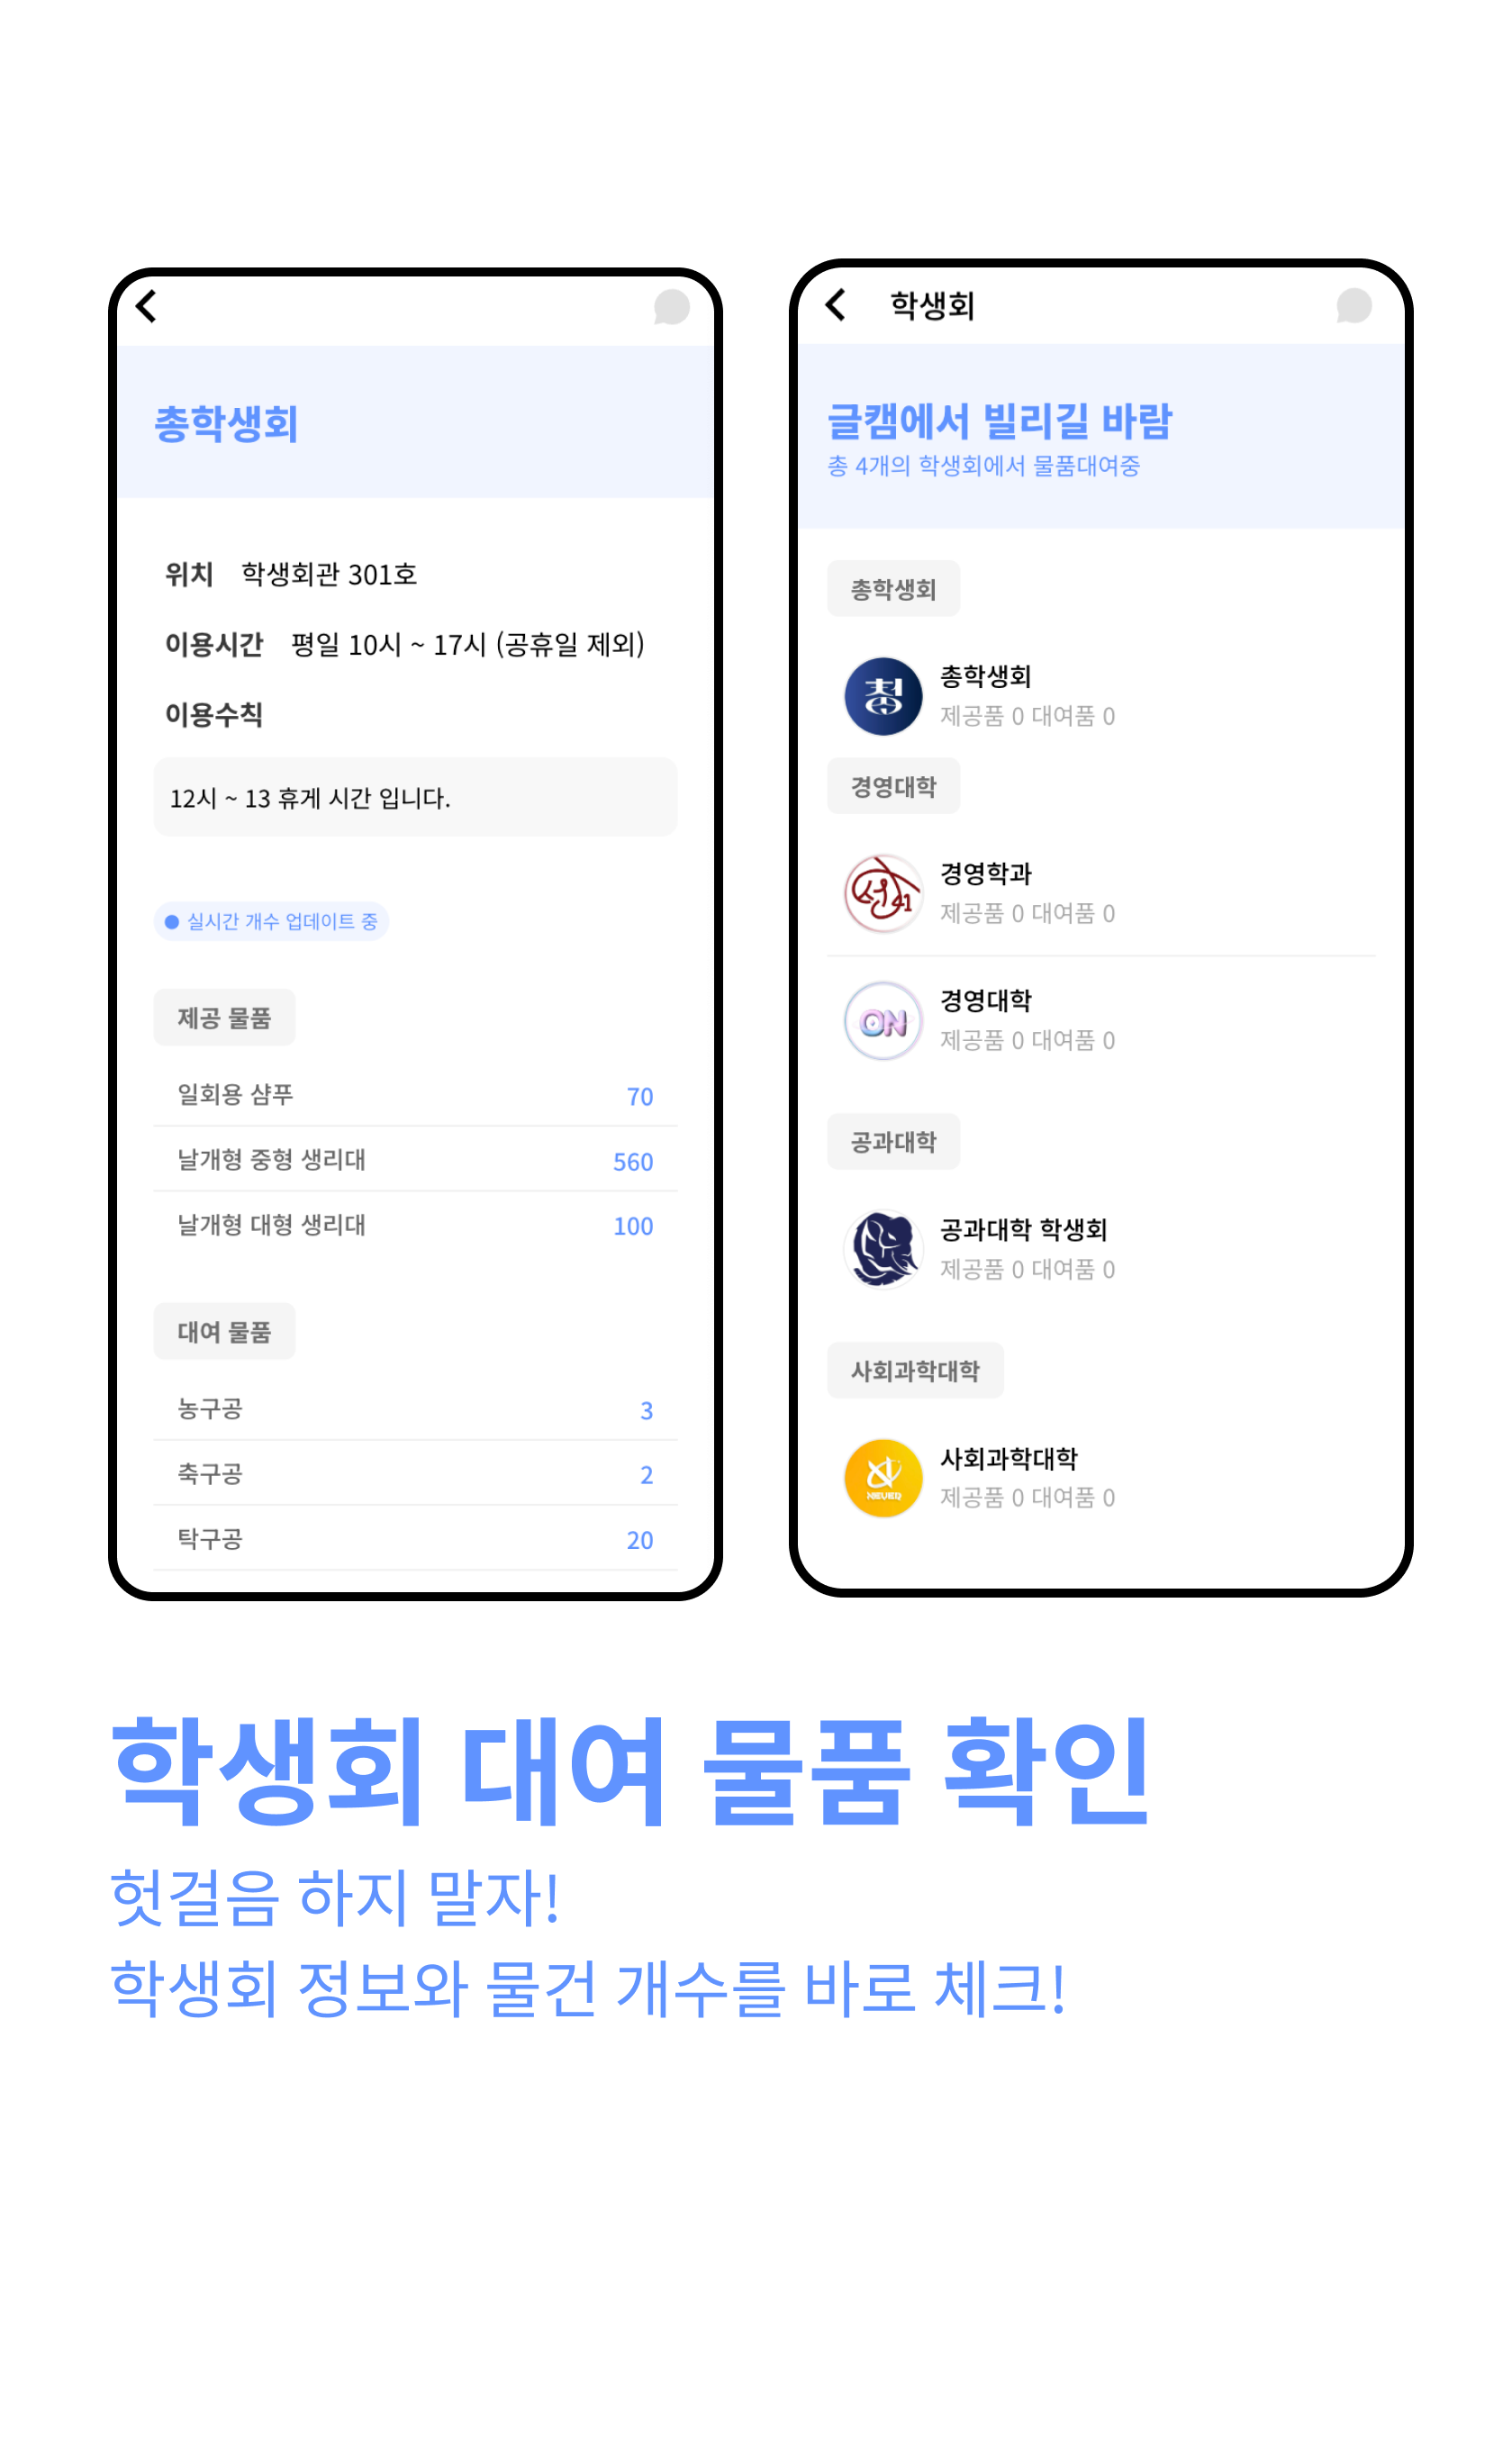 총학생회
위치 학생회관 301호
이용시간 평일 10시 ~ 17시 (공휴일 제외)
이용수칙
12시 ~ 13 휴게 시간 입니다.
실시간 개수 업데이트 중
제공 물품
일회용 샴푸 70
날개형 중형 생리대 560
날개형 대형 생리대 100
대여 물품
농구공 3
축구공 2
탁구공 20
학생회
글캠에서 빌리길 바람
총 4개의 학생회에서 물품대여중
총학생회
청
총학생회
제공품 0 대여품 0
경영대학
선 41
경영학과
제공품 0 대여품 0
ON
경영대학
제공품 0 대여품 0
공과대학
공과대학 학생회
제공품 0 대여품 0
사회과학대학
사회과학대학
제공품 0 대여품 0
학생회 대여 물품 확인
헛걸음 하지 말자!
학생회 정보와 물건 개수를 바로 체크!